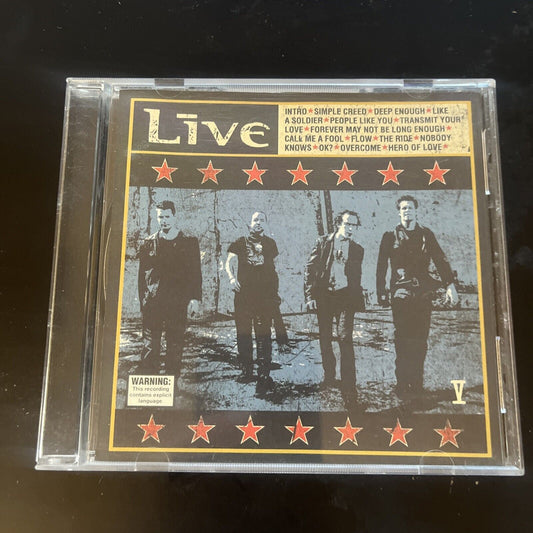 LIVE
INTRO★SIMPLE CREED★DEEP ENOUGH★LIKE
A SOLDIER★PEOPLE LIKE YOU★TRANSMIT YOUR
LOVE★FOREVER MAY NOT BE LONG ENOUGH★
CALL ME A FOOL★FLOW★THE RIDE★NOBODY
KNOWS★OK?★OVERCOME★HERO OF LOVE★
WARNING:
This recording
contains explicit
language
V